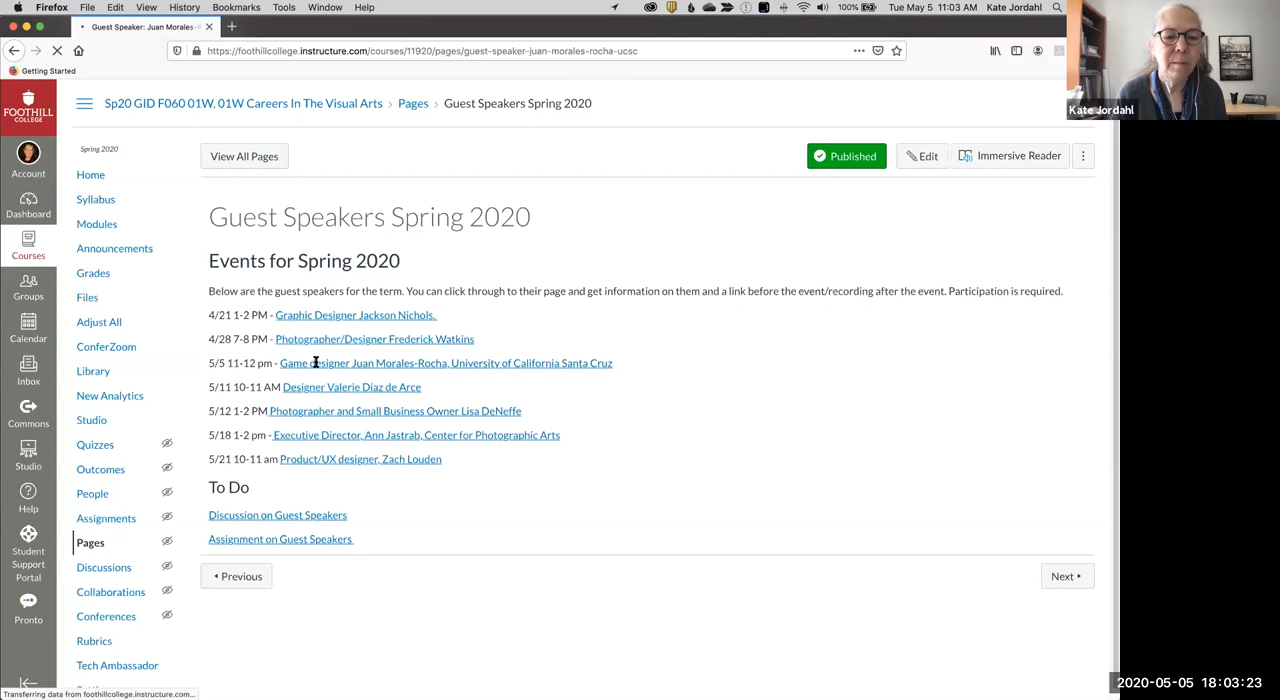 Firefox File Edit View History Bookmarks Tools Window Help
100% Tue May 5 11:03 AM Kate Jordahl
Guest Speaker: Juan Morales-R
https://foothillcollege.instructure.com/courses/11920/pages/guest-speaker-juan-morales-rocha-ucsc
Getting Started
Kate Jordahl
FOOTHILL COLLEGE
Account
Dashboard
Courses
Groups
Calendar
Inbox
Commons
Studio
Help
Student Support Portal
Pronto
Sp20 GID F060 01W, 01W Careers In The Visual Arts > Pages > Guest Speakers Spring 2020
Spring 2020
Home
Syllabus
Modules
Announcements
Grades
Files
Adjust All
ConferZoom
Library
New Analytics
Studio
Quizzes
Outcomes
People
Assignments
Pages
Discussions
Collaborations
Conferences
Rubrics
Tech Ambassador
View All Pages
Published
Edit
Immersive Reader
Guest Speakers Spring 2020
Events for Spring 2020
Below are the guest speakers for the term. You can click through to their page and get information on them and a link before the event/recording after the event. Participation is required.
4/21 1-2 PM - Graphic Designer Jackson Nichols.
4/28 7-8 PM - Photographer/Designer Frederick Watkins
5/5 11-12 pm - Game designer Juan Morales-Rocha, University of California Santa Cruz
5/11 10-11 AM Designer Valerie Diaz de Arce
5/12 1-2 PM Photographer and Small Business Owner Lisa DeNeffe
5/18 1-2 pm - Executive Director, Ann Jastrab, Center for Photographic Arts
5/21 10-11 am Product/UX designer, Zach Louden
To Do
Discussion on Guest Speakers
Assignment on Guest Speakers
Previous
Next
Transferring data from foothillcollege.instructure.com...
2020-05-05 18:03:23